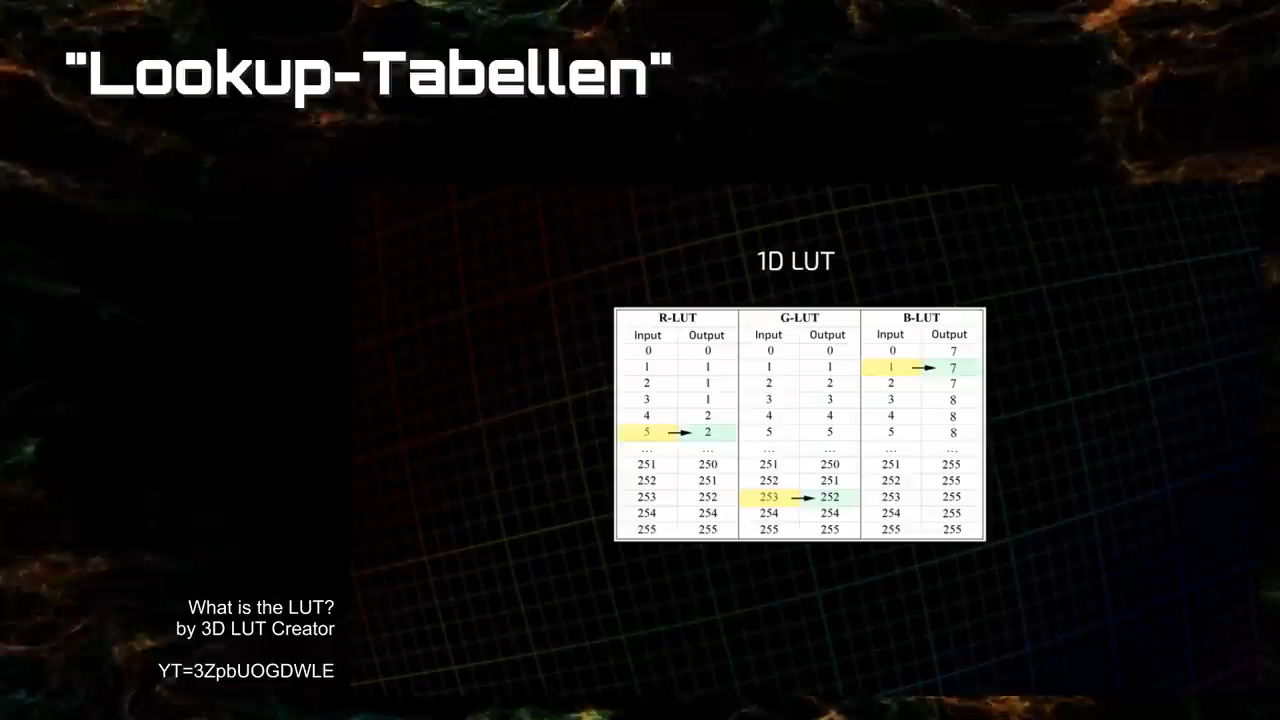 "Lookup-Tabellen"
1D LUT
R-LUT G-LUT B-LUT
Input Output Input Output Input Output
0 0 0 0 0 7
1 1 1 1 1 7
2 1 2 2 2 7
3 1 3 3 3 8
4 2 4 4 4 8
5 2 5 5 5 8
... ... ... ... ... ...
251 250 251 250 251 255
252 251 252 251 252 255
253 252 253 252 253 255
254 254 254 254 254 255
255 255 255 255 255 255
What is the LUT?
by 3D LUT Creator
YT=3ZpbUOGDWLE